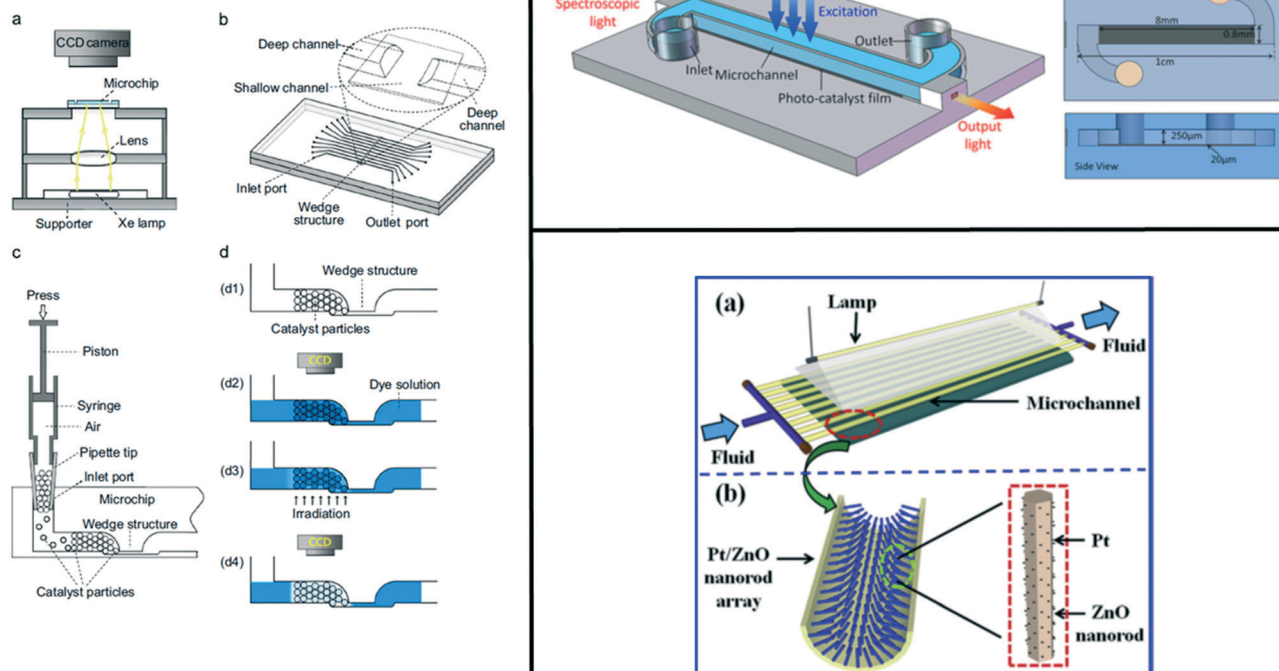 a
CCD camera
Microchip
Lens
Supporter
Xe lamp
b
Deep channel
Shallow channel
Deep
channel
Inlet port
Wedge
structure
Outlet port
c
Press
Piston
Syringe
Air
Pipette tip
Inlet port
Microchip
Wedge structure
Catalyst particles
d
(d1)
Wedge structure
Catalyst particles
(d2)
CCD
Dye solution
(d3)
Irradiation
(d4)
CCD
Spectroscopic
light
Excitation
Outlet
Inlet
Microchannel
Photo-catalyst film
Output
light
8mm
0.8mm
1cm
250μm
20μm
Side View
(a)
Lamp
Fluid
Microchannel
Fluid
(b)
Pt/ZnO
nanorod
array
Pt
ZnO
nanorod